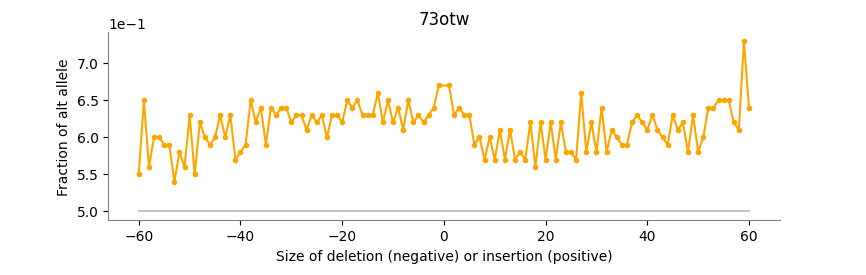 73otw
1e−1
7.0
6.5
6.0
5.5
5.0
Fraction of alt allele
−60 −40 −20 0 20 40 60
Size of deletion (negative) or insertion (positive)